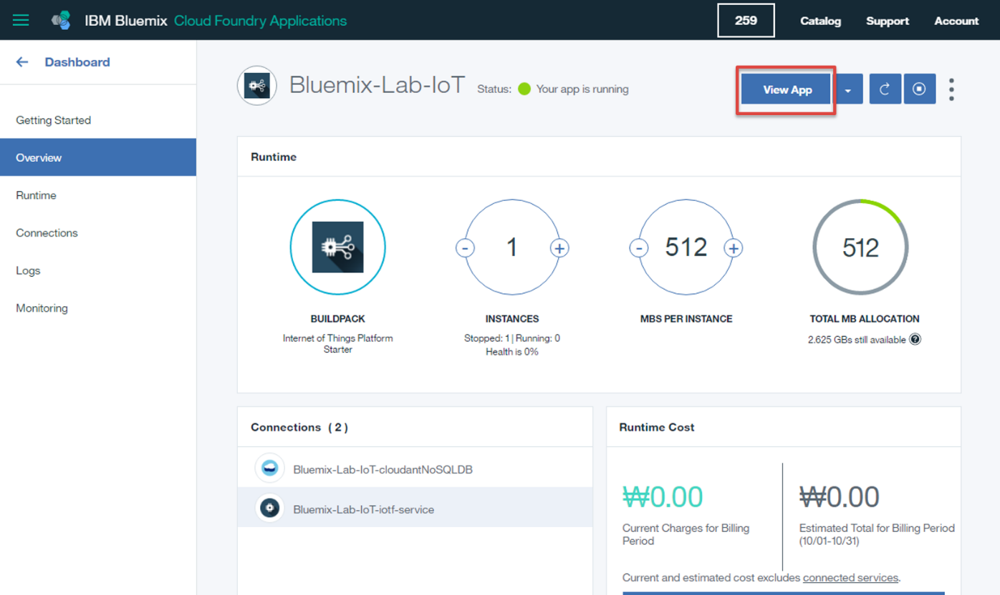 IBM Bluemix Cloud Foundry Applications
259
Catalog
Support
Account
Dashboard
Getting Started
Overview
Runtime
Connections
Logs
Monitoring
Bluemix-Lab-IoT
Status: Your app is running
View App
Runtime
BUILDPACK
Internet of Things Platform
Starter
- 1 +
INSTANCES
Stopped: 1 | Running: 0
Health is 0%
- 512 +
MBS PER INSTANCE
512
TOTAL MB ALLOCATION
2.625 GBs still available ?
Connections ( 2 )
Bluemix-Lab-IoT-cloudantNoSQLDB
Bluemix-Lab-IoT-iotf-service
Runtime Cost
₩0.00
Current Charges for Billing
Period
₩0.00
Estimated Total for Billing Period
(10/01-10/31)
Current and estimated cost excludes connected services.